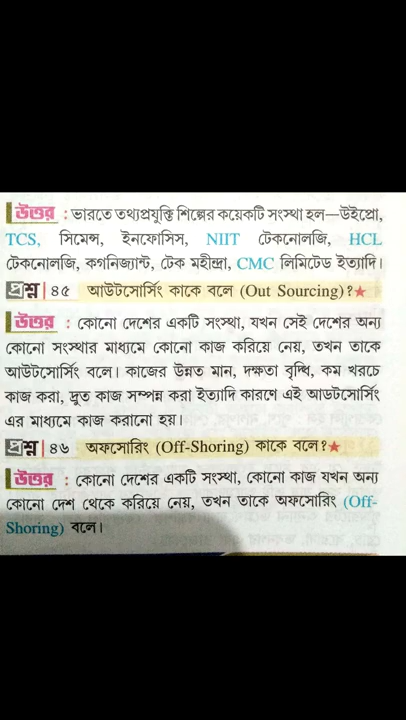 উত্তর : ভারতে তথ্যপ্রযুক্তি শিল্পের কয়েকটি সংস্থা হল—উইপ্রো,
TCS, সিমেন্স, ইনফোসিস, NIIT টেকনোলজি, HCL
টেকনোলজি, কগনিজ্যান্ট, টেক মহীন্দ্রা, CMC লিমিটেড ইত্যাদি।
প্রশ্ন | ৪৫ আউটসোর্সিং কাকে বলে (Out Sourcing)?★
উত্তর : কোনো দেশের একটি সংস্থা, যখন সেই দেশের অন্য
কোনো সংস্থার মাধ্যমে কোনো কাজ করিয়ে নেয়, তখন তাকে
আউটসোর্সিং বলে। কাজের উন্নত মান, দক্ষতা বৃদ্ধি, কম খরচে
কাজ করা, দ্রুত কাজ সম্পন্ন করা ইত্যাদি কারণে এই আডটসোর্সিং
এর মাধ্যমে কাজ করানো হয়।
প্রশ্ন | ৪৬ অফসোরিং (Off-Shoring) কাকে বলে?★
উত্তর : কোনো দেশের একটি সংস্থা, কোনো কাজ যখন অন্য
কোনো দেশ থেকে করিয়ে নেয়, তখন তাকে অফসোরিং (Off-
Shoring) বলে।